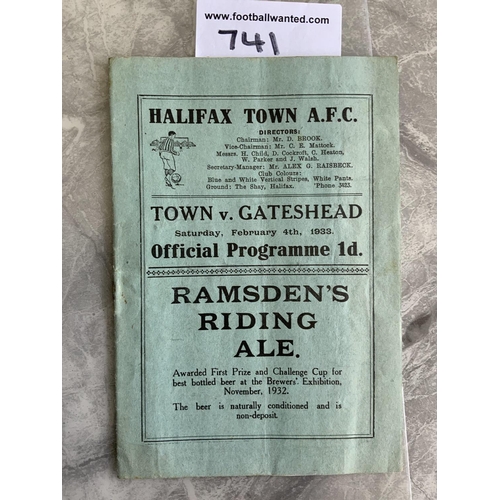 www.footballwanted.com
741
HALIFAX TOWN A.F.C.
DIRECTORS:
Chairman: Mr. D. BROOK.
Vice-Chairman: Mr. C. E. Mattock.
Messrs. H. Child, D. Cockroft, C. Heaton,
W. Parker and J. Walsh.
Secretary-Manager: Mr. ALEX G. RAISBECK.
Club Colours:
Blue and White Vertical Stripes, White Pants.
Ground: The Shay, Halifax. 'Phone 3423.
TOWN v. GATESHEAD
Saturday, February 4th, 1933.
Official Programme 1d.
RAMSDEN'S
RIDING
ALE.
Awarded First Prize and Challenge Cup for
best bottled beer at the Brewers' Exhibition,
November, 1932.
The beer is naturally conditioned and is
non-deposit.